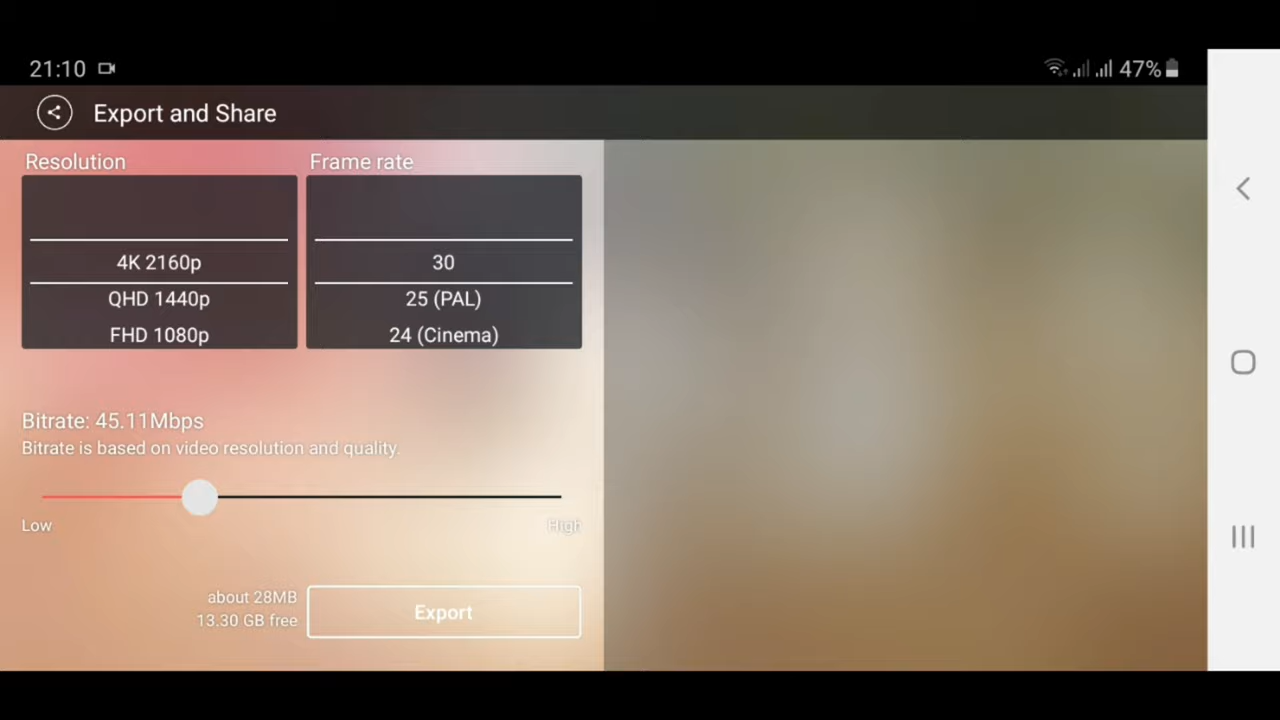 21:10
47%
Export and Share
Resolution
Frame rate
4K 2160p
30
QHD 1440p
25 (PAL)
FHD 1080p
24 (Cinema)
Bitrate: 45.11Mbps
Bitrate is based on video resolution and quality.
Low
High
about 28MB
13.30 GB free
Export